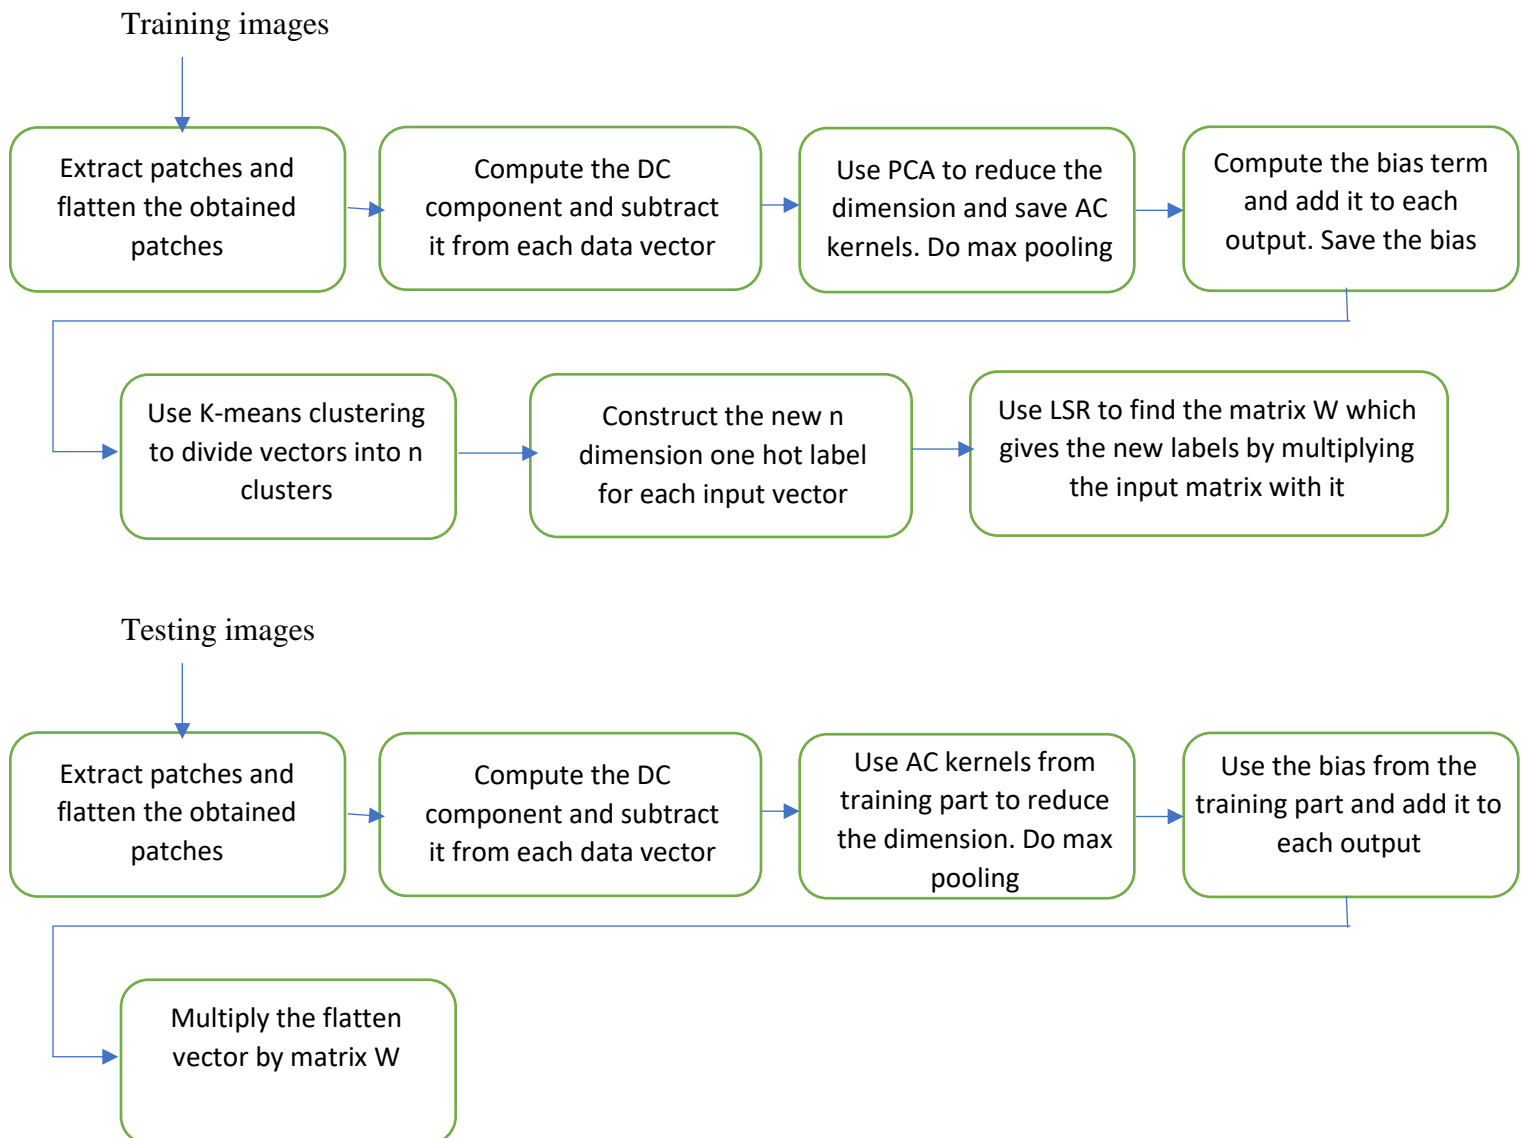 Training images
Extract patches and
flatten the obtained
patches
Compute the DC
component and subtract
it from each data vector
Use PCA to reduce the
dimension and save AC
kernels. Do max pooling
Compute the bias term
and add it to each
output. Save the bias
Use K-means clustering
to divide vectors into n
clusters
Construct the new n
dimension one hot label
for each input vector
Use LSR to find the matrix W which
gives the new labels by multiplying
the input matrix with it
Testing images
Extract patches and
flatten the obtained
patches
Compute the DC
component and subtract
it from each data vector
Use AC kernels from
training part to reduce
the dimension. Do max
pooling
Use the bias from the
training part and add it to
each output
Multiply the flatten
vector by matrix W